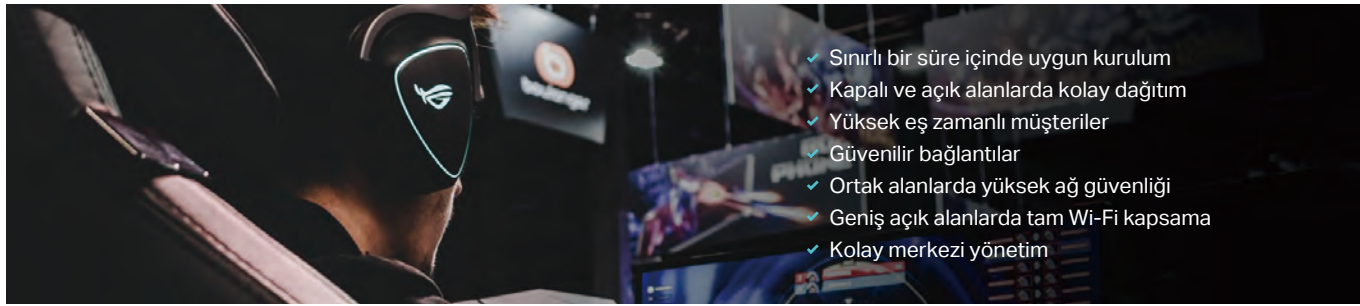 boulanger
Sınırlı bir süre içinde uygun kurulum
Kapalı ve açık alanlarda kolay dağıtım
Yüksek eş zamanlı müşteriler
Güvenilir bağlantılar
Ortak alanlarda yüksek ağ güvenliği
Geniş açık alanlarda tam Wi-Fi kapsama
Kolay merkezi yönetim